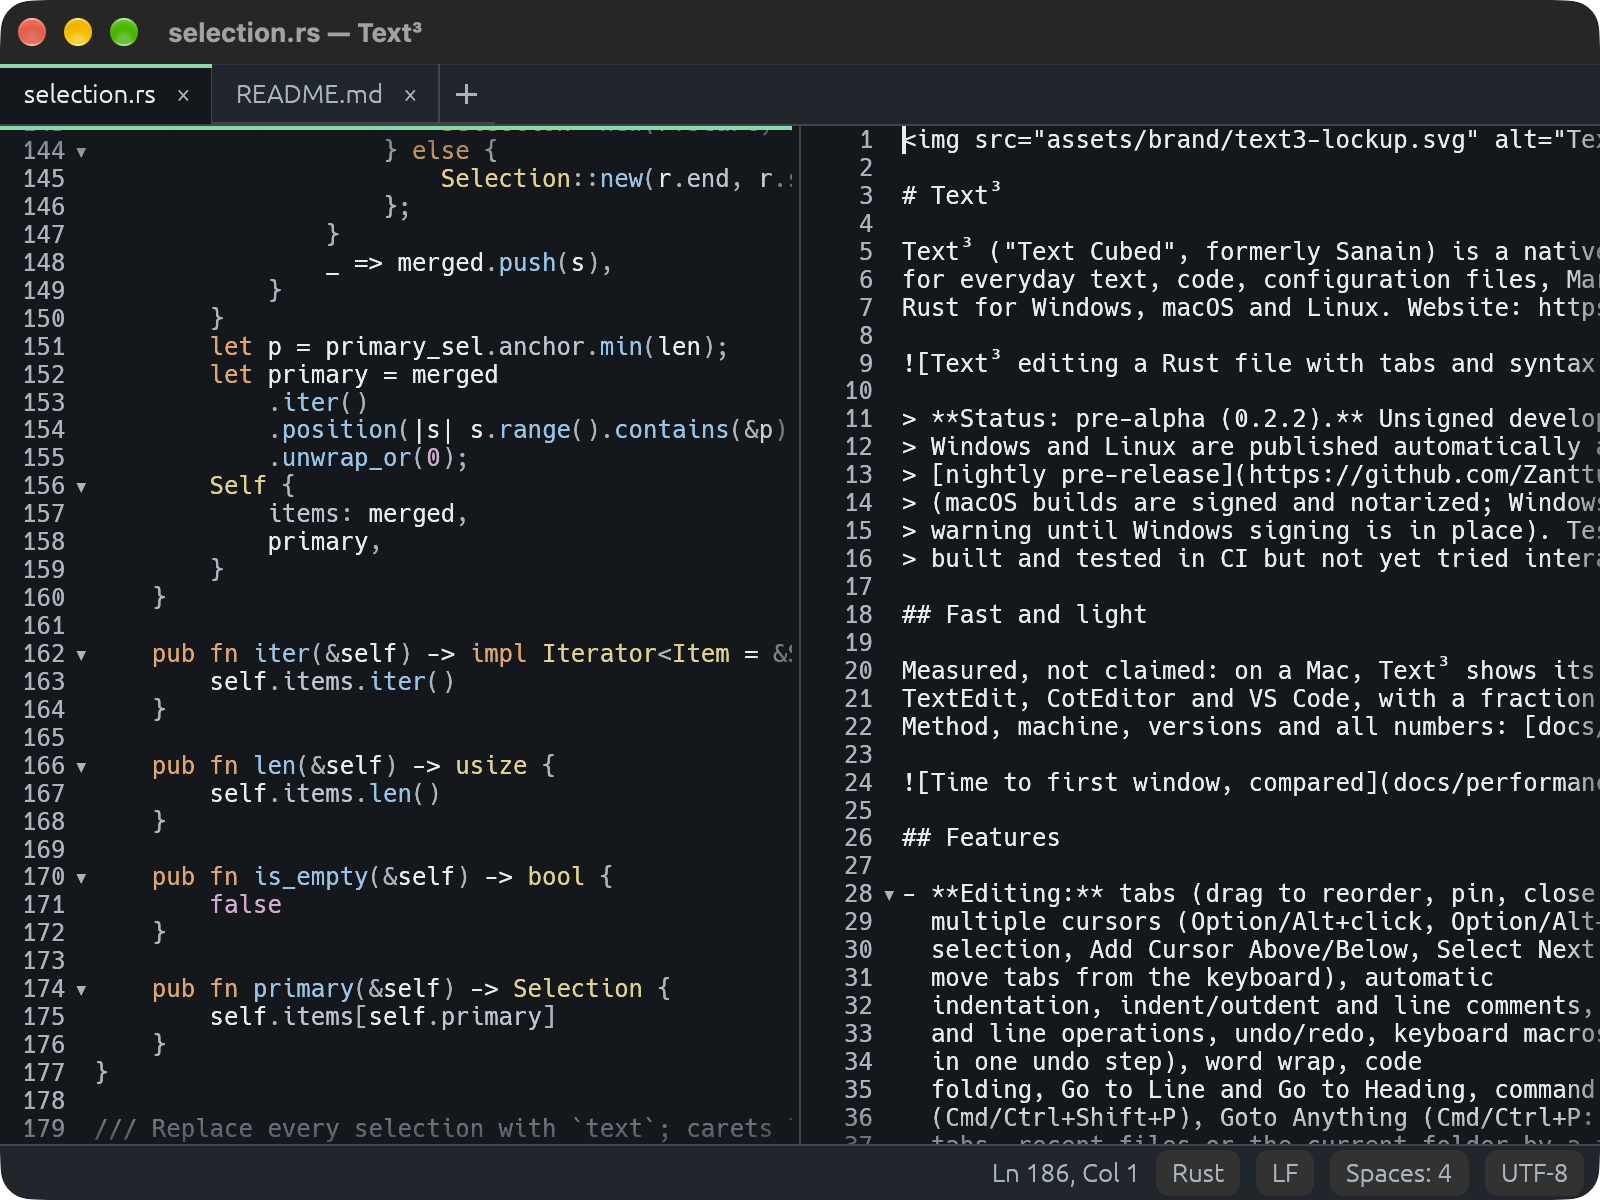 selection.rs — Text³
selection.rs ×
README.md ×
+
144 ▾ } else {
145 Selection::new(r.end, r.
146 };
147 }
148 _ => merged.push(s),
149 }
150 }
151 let p = primary_sel.anchor.min(len);
152 let primary = merged
153 .iter()
154 .position(|s| s.range().contains(&p)
155 .unwrap_or(0);
156 ▾ Self {
157 items: merged,
158 primary,
159 }
160 }
161
162 ▾ pub fn iter(&self) -> impl Iterator<Item = &
163 self.items.iter()
164 }
165
166 ▾ pub fn len(&self) -> usize {
167 self.items.len()
168 }
169
170 ▾ pub fn is_empty(&self) -> bool {
171 false
172 }
173
174 ▾ pub fn primary(&self) -> Selection {
175 self.items[self.primary]
176 }
177 }
178
179 /// Replace every selection with `text`; carets `
1 <img src="assets/brand/text3-lockup.svg" alt="Te
2
3 # Text³
4
5 Text³ ("Text Cubed", formerly Sanain) is a native
6 for everyday text, code, configuration files, Ma
7 Rust for Windows, macOS and Linux. Website: https
8
9 ![Text³ editing a Rust file with tabs and syntax
10
11 > **Status: pre-alpha (0.2.2).** Unsigned develo
12 > Windows and Linux are published automatically a
13 > [nightly pre-release](https://github.com/Zanttu
14 > (macOS builds are signed and notarized; Windows
15 > warning until Windows signing is in place). Te
16 > built and tested in CI but not yet tried intera
17
18 ## Fast and light
19
20 Measured, not claimed: on a Mac, Text³ shows its
21 TextEdit, CotEditor and VS Code, with a fraction
22 Method, machine, versions and all numbers: [docs/
23
24 ![Time to first window, compared](docs/performan
25
26 ## Features
27
28 ▾ - **Editing:** tabs (drag to reorder, pin, close
29 multiple cursors (Option/Alt+click, Option/Alt-
30 selection, Add Cursor Above/Below, Select Next
31 move tabs from the keyboard), automatic
32 indentation, indent/outdent and line comments,
33 and line operations, undo/redo, keyboard macros
34 in one undo step), word wrap, code
35 folding, Go to Line and Go to Heading, command
36 (Cmd/Ctrl+Shift+P), Goto Anything (Cmd/Ctrl+P:
37 tabs, recent files or the current folder by a
Ln 186, Col 1
Rust
LF
Spaces: 4
UTF-8